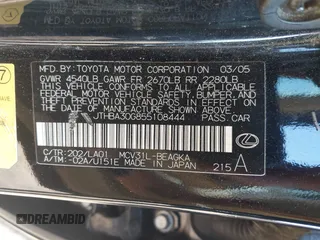 MFD. BY: TOYOTA MOTOR CORPORATION 03/05
GVWR 4540LB GAWR FR 2670LB RR 2280LB
THIS VEHICLE CONFORMS TO ALL APPLICABLE
FEDERAL MOTOR VEHICLE SAFETY, BUMPER, AND
THEFT PREVENTION STANDARDS IN EFFECT ON
THE DATE OF MANUFACTURE SHOWN ABOVE.
JTHBA30G855108444 PASS. CAR
C/TR: 202/LA01 MCV31L-BEAGKA
A/TM: -02A/U151E MADE IN JAPAN 215 A
7
DREAMBID